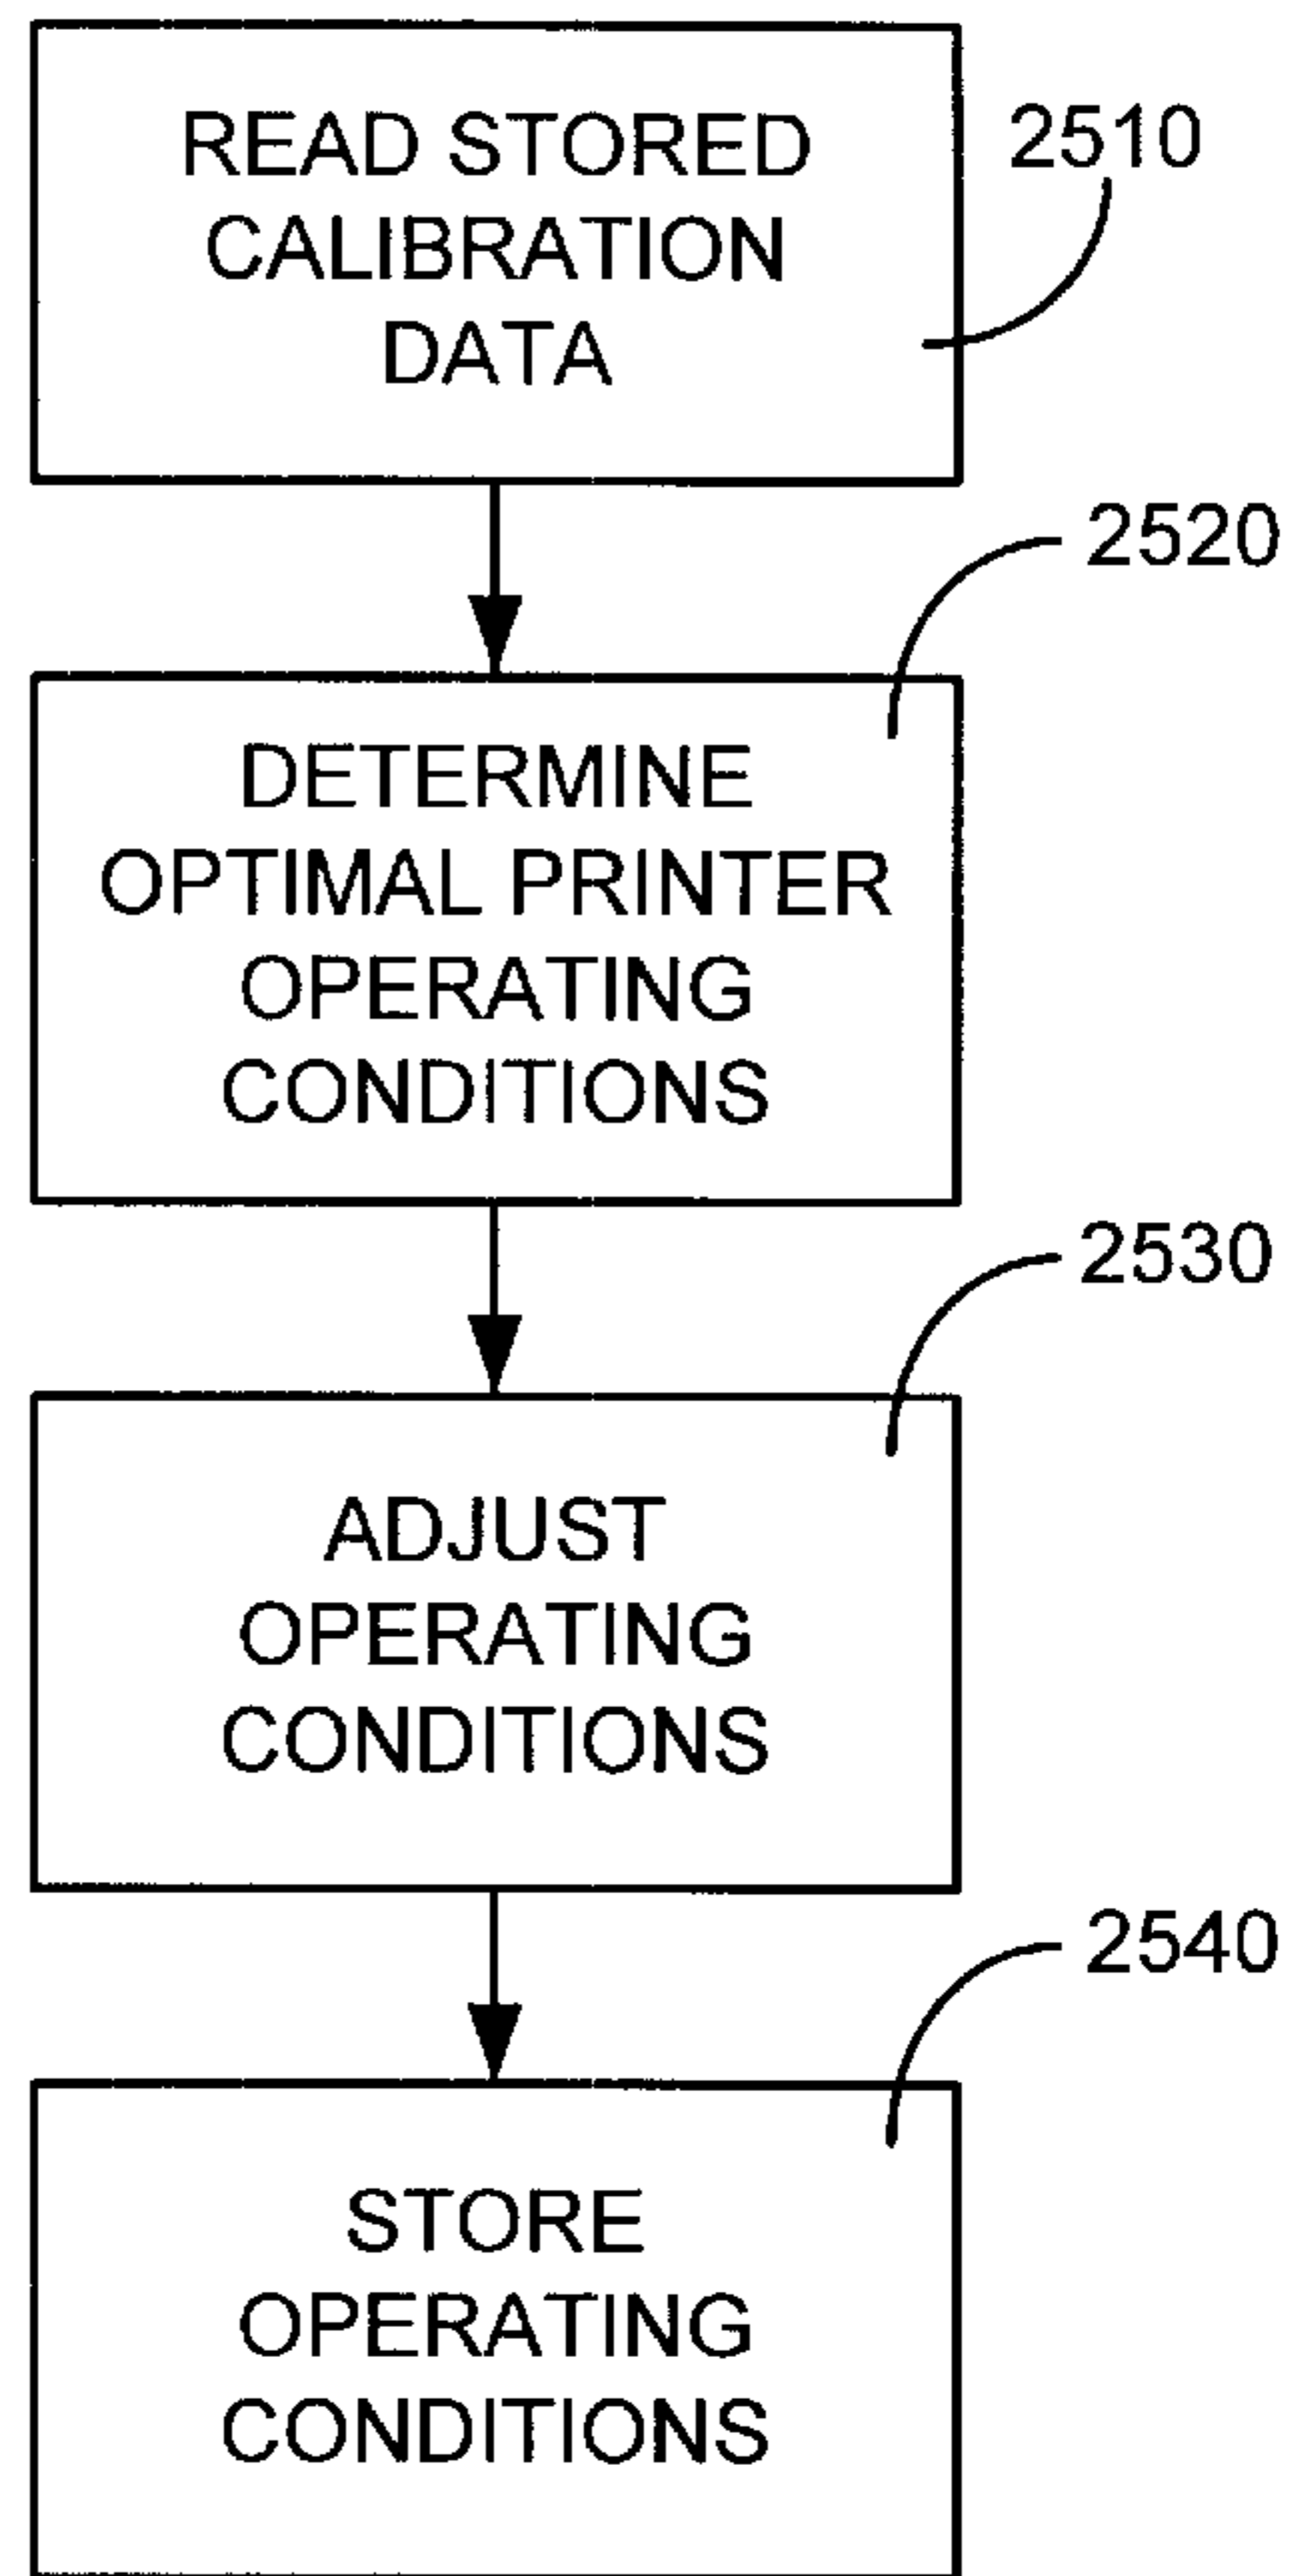 READ STORED
CALIBRATION
DATA
2510
2520
DETERMINE
OPTIMAL PRINTER
OPERATING
CONDITIONS
2530
ADJUST
OPERATING
CONDITIONS
2540
STORE
OPERATING
CONDITIONS